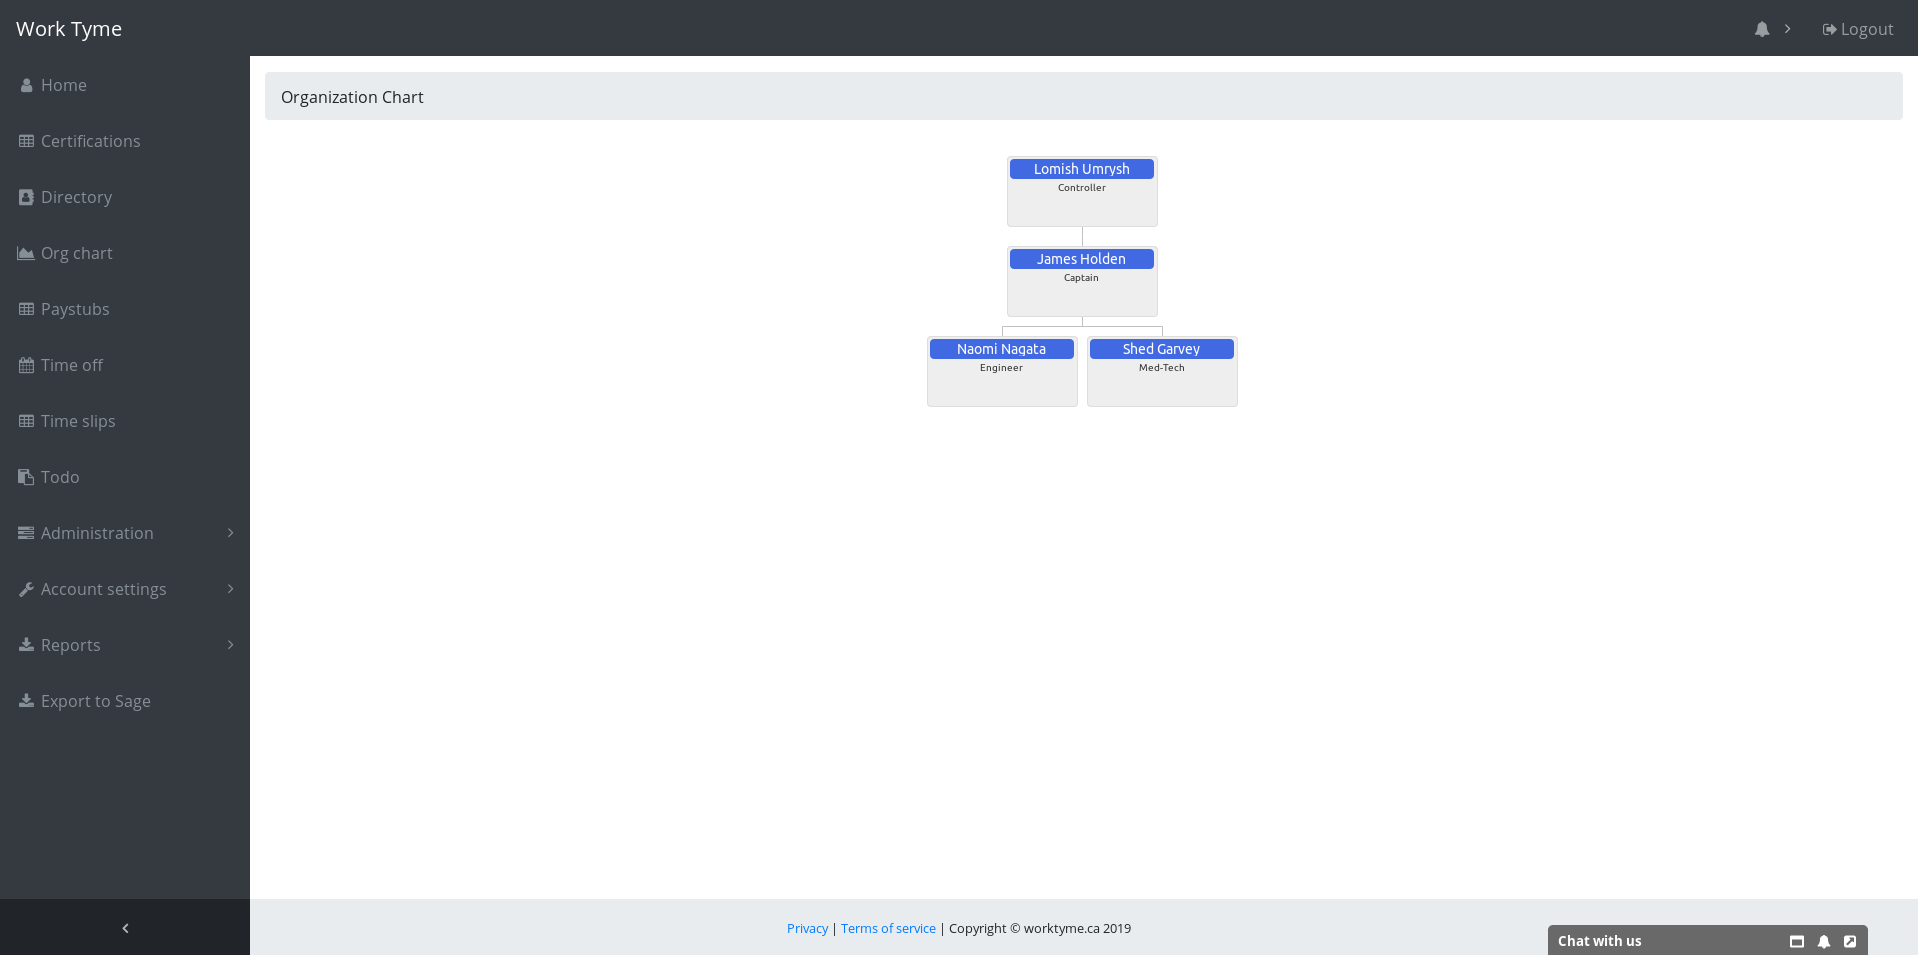 Work Tyme
Logout
Home
Certifications
Directory
Org chart
Paystubs
Time off
Time slips
Todo
Administration
Account settings
Reports
Export to Sage
Organization Chart
Lomish Umrysh
Controller
James Holden
Captain
Naomi Nagata
Engineer
Shed Garvey
Med-Tech
Privacy | Terms of service | Copyright © worktyme.ca 2019
Chat with us